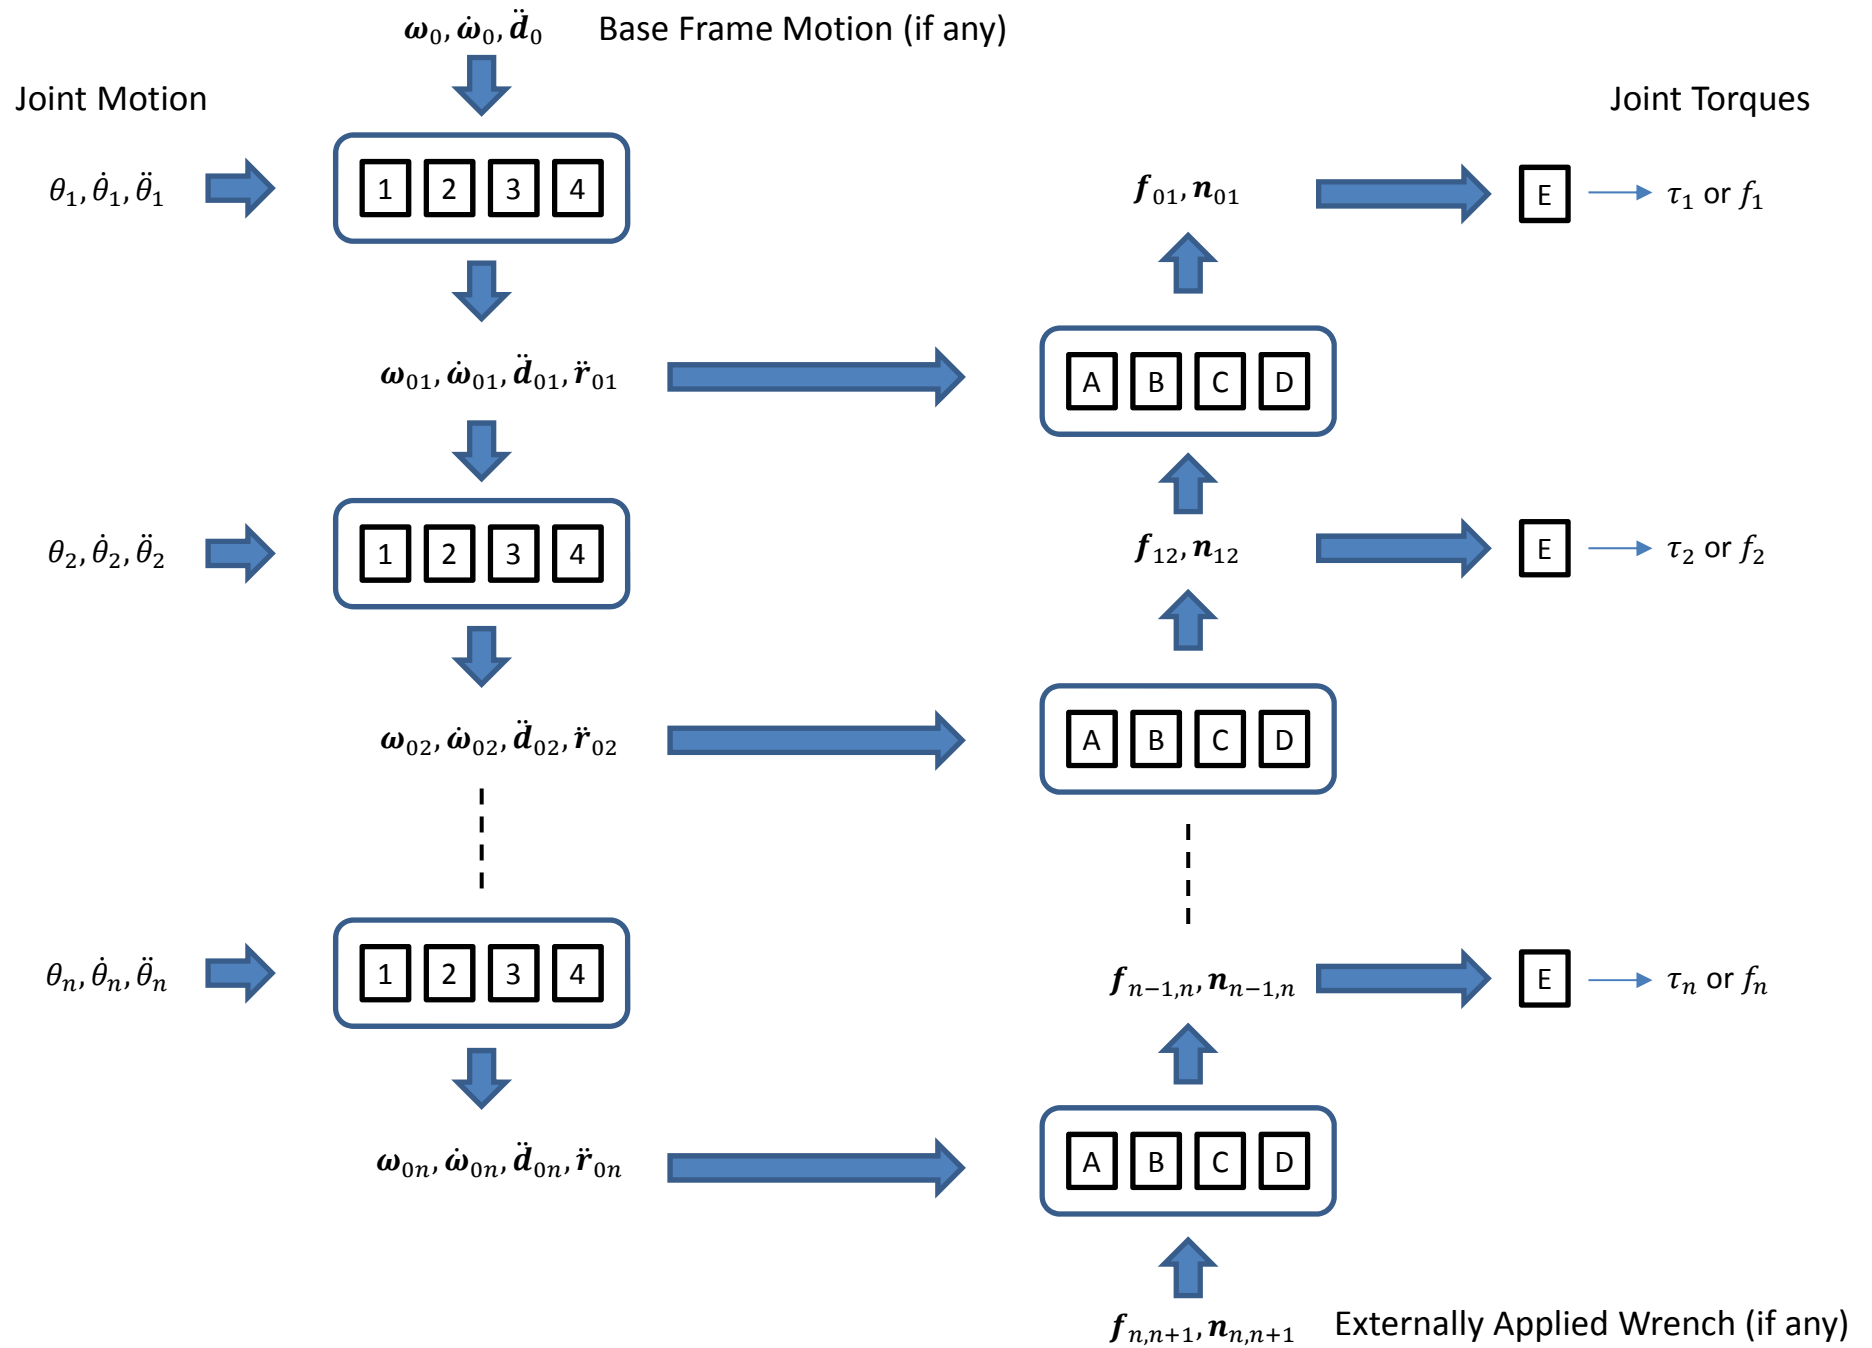 𝝎₀, 𝝎̇₀, 𝒅̈₀ Base Frame Motion (if any)
Joint Motion
Joint Torques
θ₁, θ̇₁, θ̈₁
1 2 3 4
𝒇₀₁, 𝒏₀₁
E
τ₁ or f₁
𝝎₀₁, 𝝎̇₀₁, 𝒅̈₀₁, 𝒓̈₀₁
A B C D
θ₂, θ̇₂, θ̈₂
1 2 3 4
𝒇₁₂, 𝒏₁₂
E
τ₂ or f₂
𝝎₀₂, 𝝎̇₀₂, 𝒅̈₀₂, 𝒓̈₀₂
A B C D
θₙ, θ̇ₙ, θ̈ₙ
1 2 3 4
𝒇ₙ₋₁,ₙ, 𝒏ₙ₋₁,ₙ
E
τₙ or fₙ
𝝎₀ₙ, 𝝎̇₀ₙ, 𝒅̈₀ₙ, 𝒓̈₀ₙ
A B C D
𝒇ₙ,ₙ₊₁, 𝒏ₙ,ₙ₊₁ Externally Applied Wrench (if any)